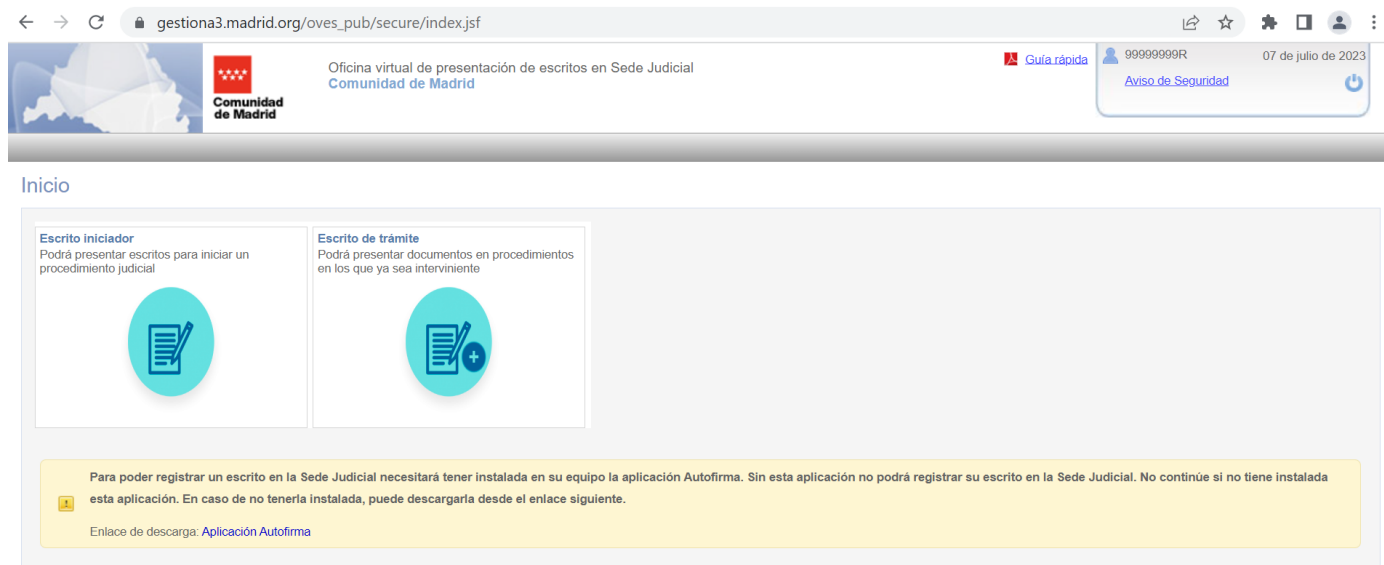 gestiona3.madrid.org/oves_pub/secure/index.jsf
Comunidad
de Madrid
Oficina virtual de presentación de escritos en Sede Judicial
Comunidad de Madrid
Guía rápida
99999999R
07 de julio de 2023
Aviso de Seguridad
Inicio
Escrito iniciador
Podrá presentar escritos para iniciar un
procedimiento judicial
Escrito de trámite
Podrá presentar documentos en procedimientos
en los que ya sea interviniente
Para poder registrar un escrito en la Sede Judicial necesitará tener instalada en su equipo la aplicación Autofirma. Sin esta aplicación no podrá registrar su escrito en la Sede Judicial. No continúe si no tiene instalada
esta aplicación. En caso de no tenerla instalada, puede descargarla desde el enlace siguiente.
Enlace de descarga: Aplicación Autofirma